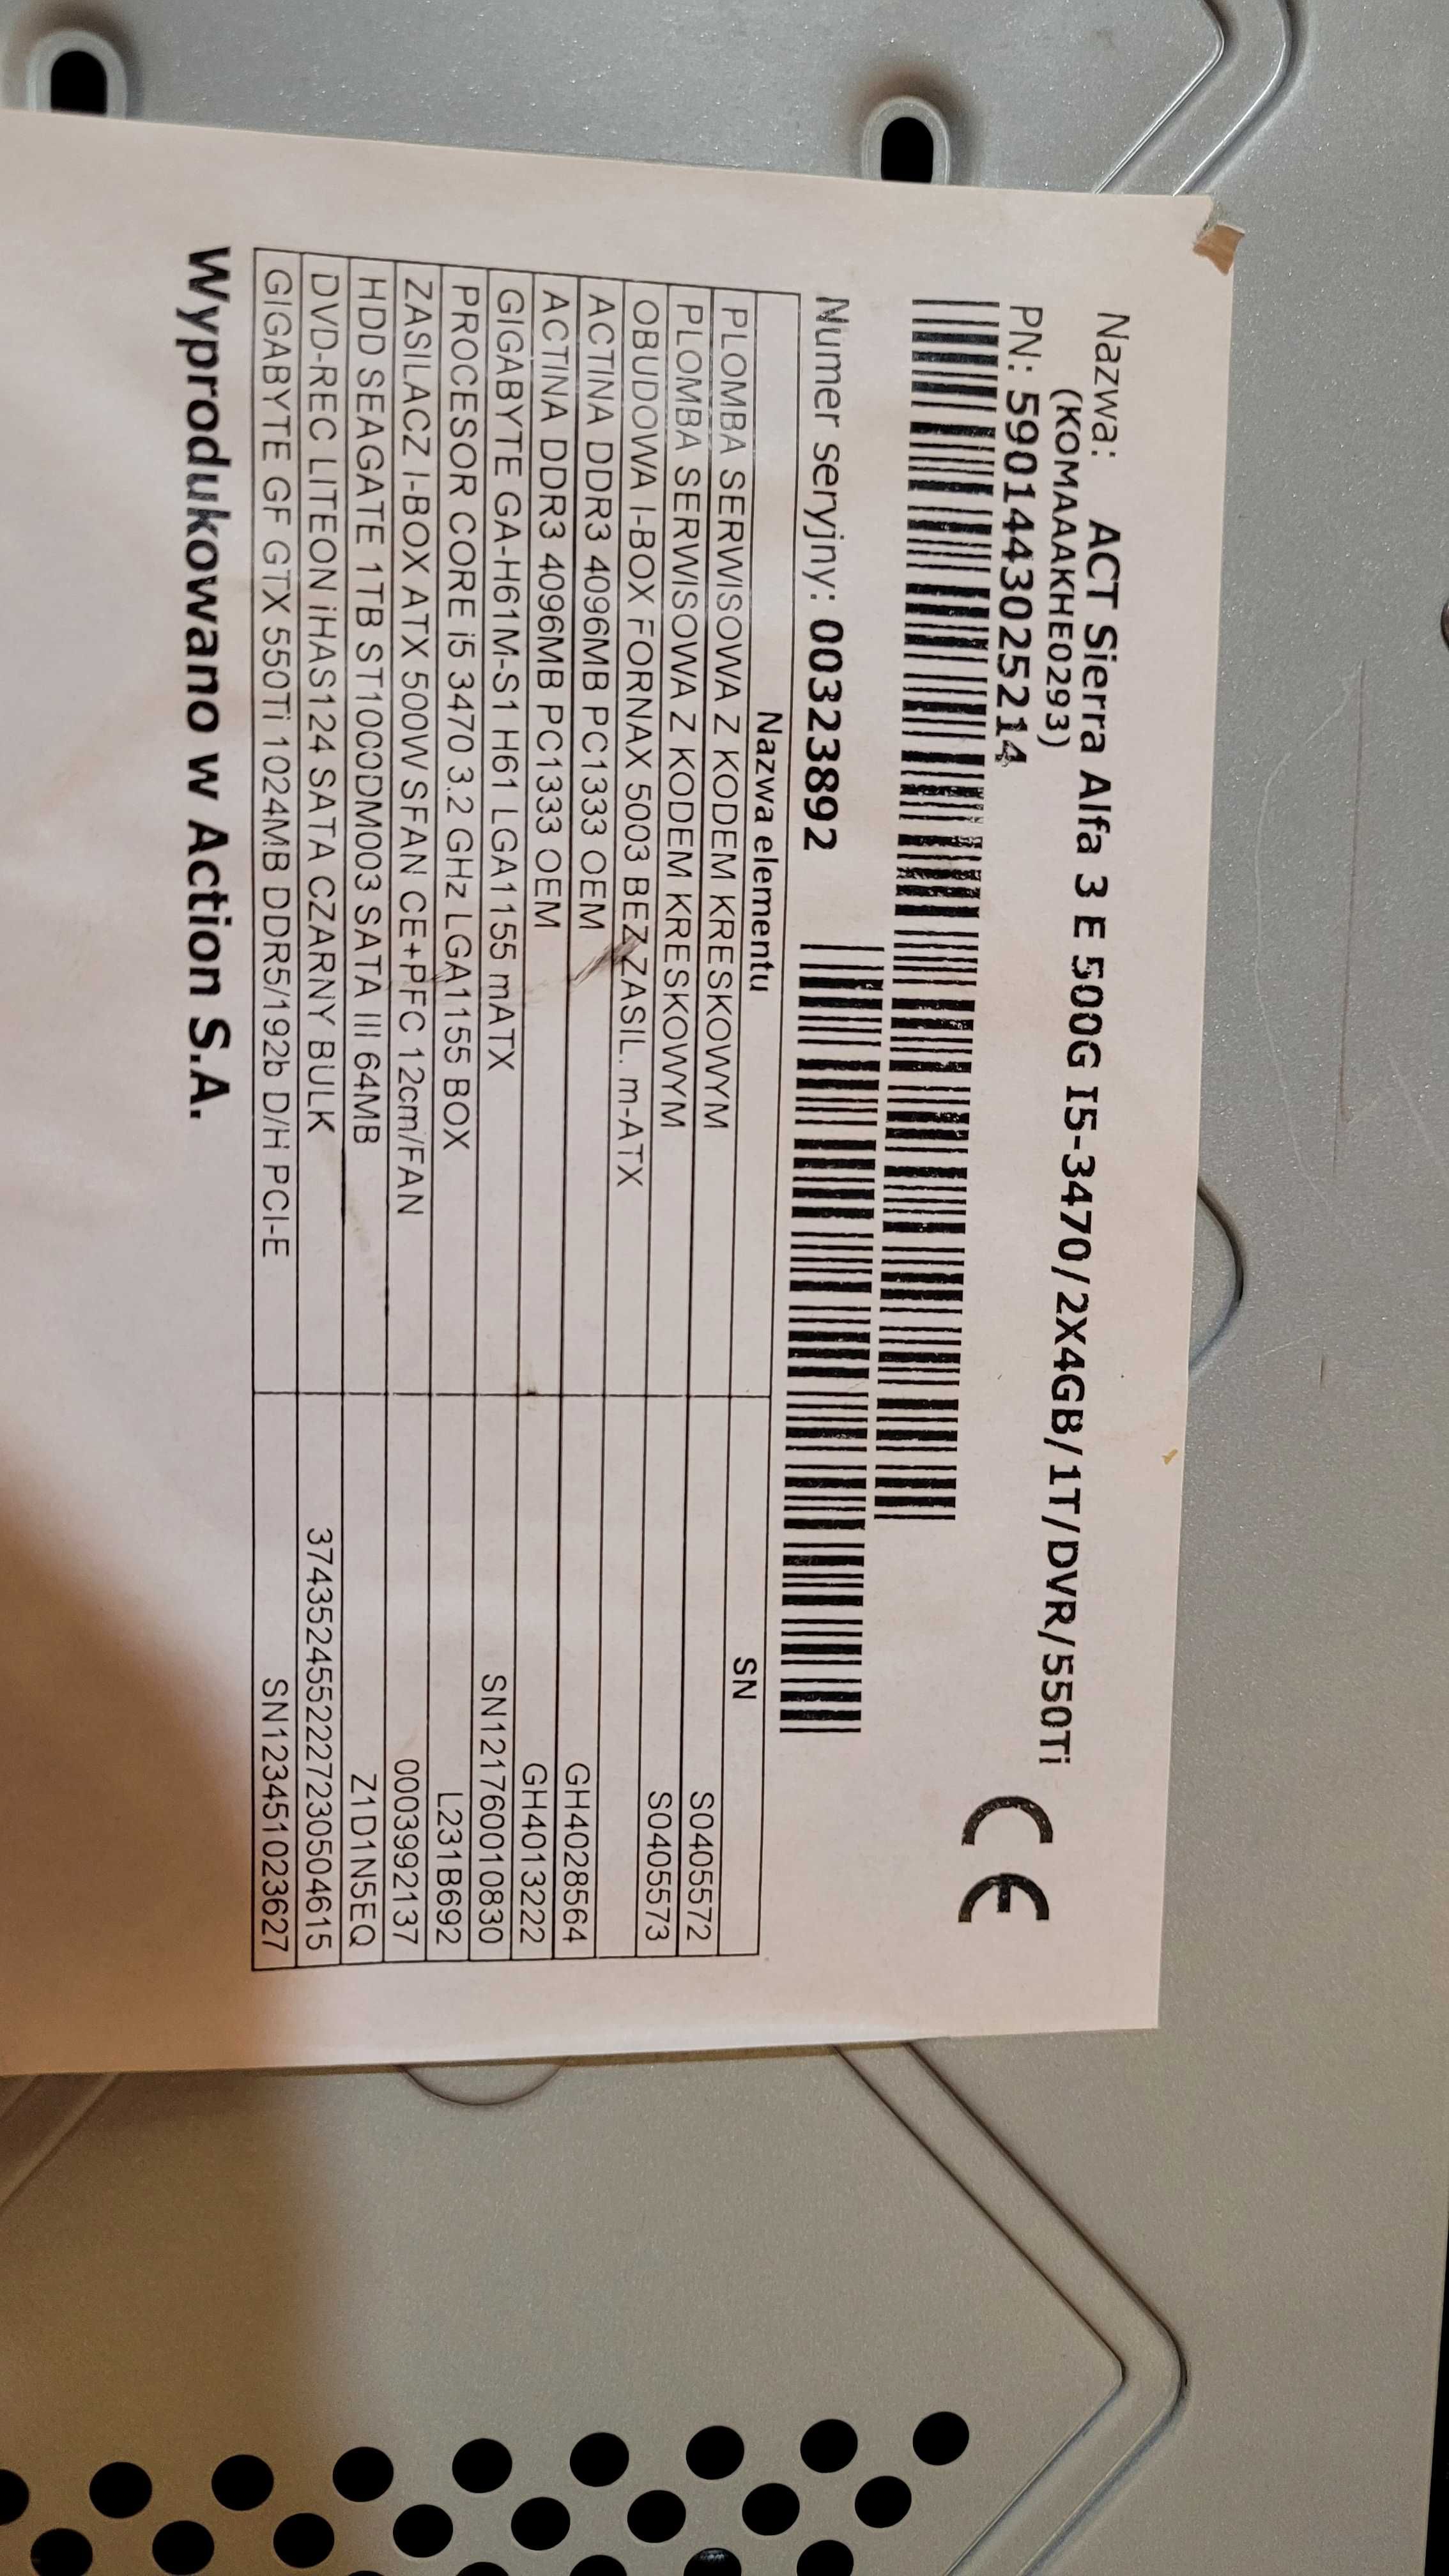 Nazwa: ACT Sierra Alfa 3 E 500G I5-3470/2X4GB/1T/DVR/550Ti
(KOMAAAKHE0293)
PN: 5901443025214
CE
Numer seryjny: 00323892
Nazwa elementu SN
PLOMBA SERWISOWA Z KODEM KRESKOWYM S0405572
PLOMBA SERWISOWA Z KODEM KRESKOWYM S0405573
OBUDOWA I-BOX FORNAX 5003 BEZ ZASIL. m-ATX
ACTINA DDR3 4096MB PC1333 OEM GH4028564
ACTINA DDR3 4096MB PC1333 OEM GH4013222
GIGABYTE GA-H61M-S1 H61 LGA1155 mATX SN121760010830
PROCESOR CORE i5 3470 3.2 GHz LGA1155 BOX L231B692
ZASILACZ I-BOX ATX 500W SFAN CE+PFC 12cm/FAN 0003992137
HDD SEAGATE 1TB ST1000DM003 SATA III 64MB Z1D1N5EQ
DVD-REC LITEON iHAS124 SATA CZARNY BULK 374352455222723050461​5
GIGABYTE GF GTX 550Ti 1024MB DDR5/192b D/H PCI-E SN123451023627
Wyprodukowano w Action S.A.